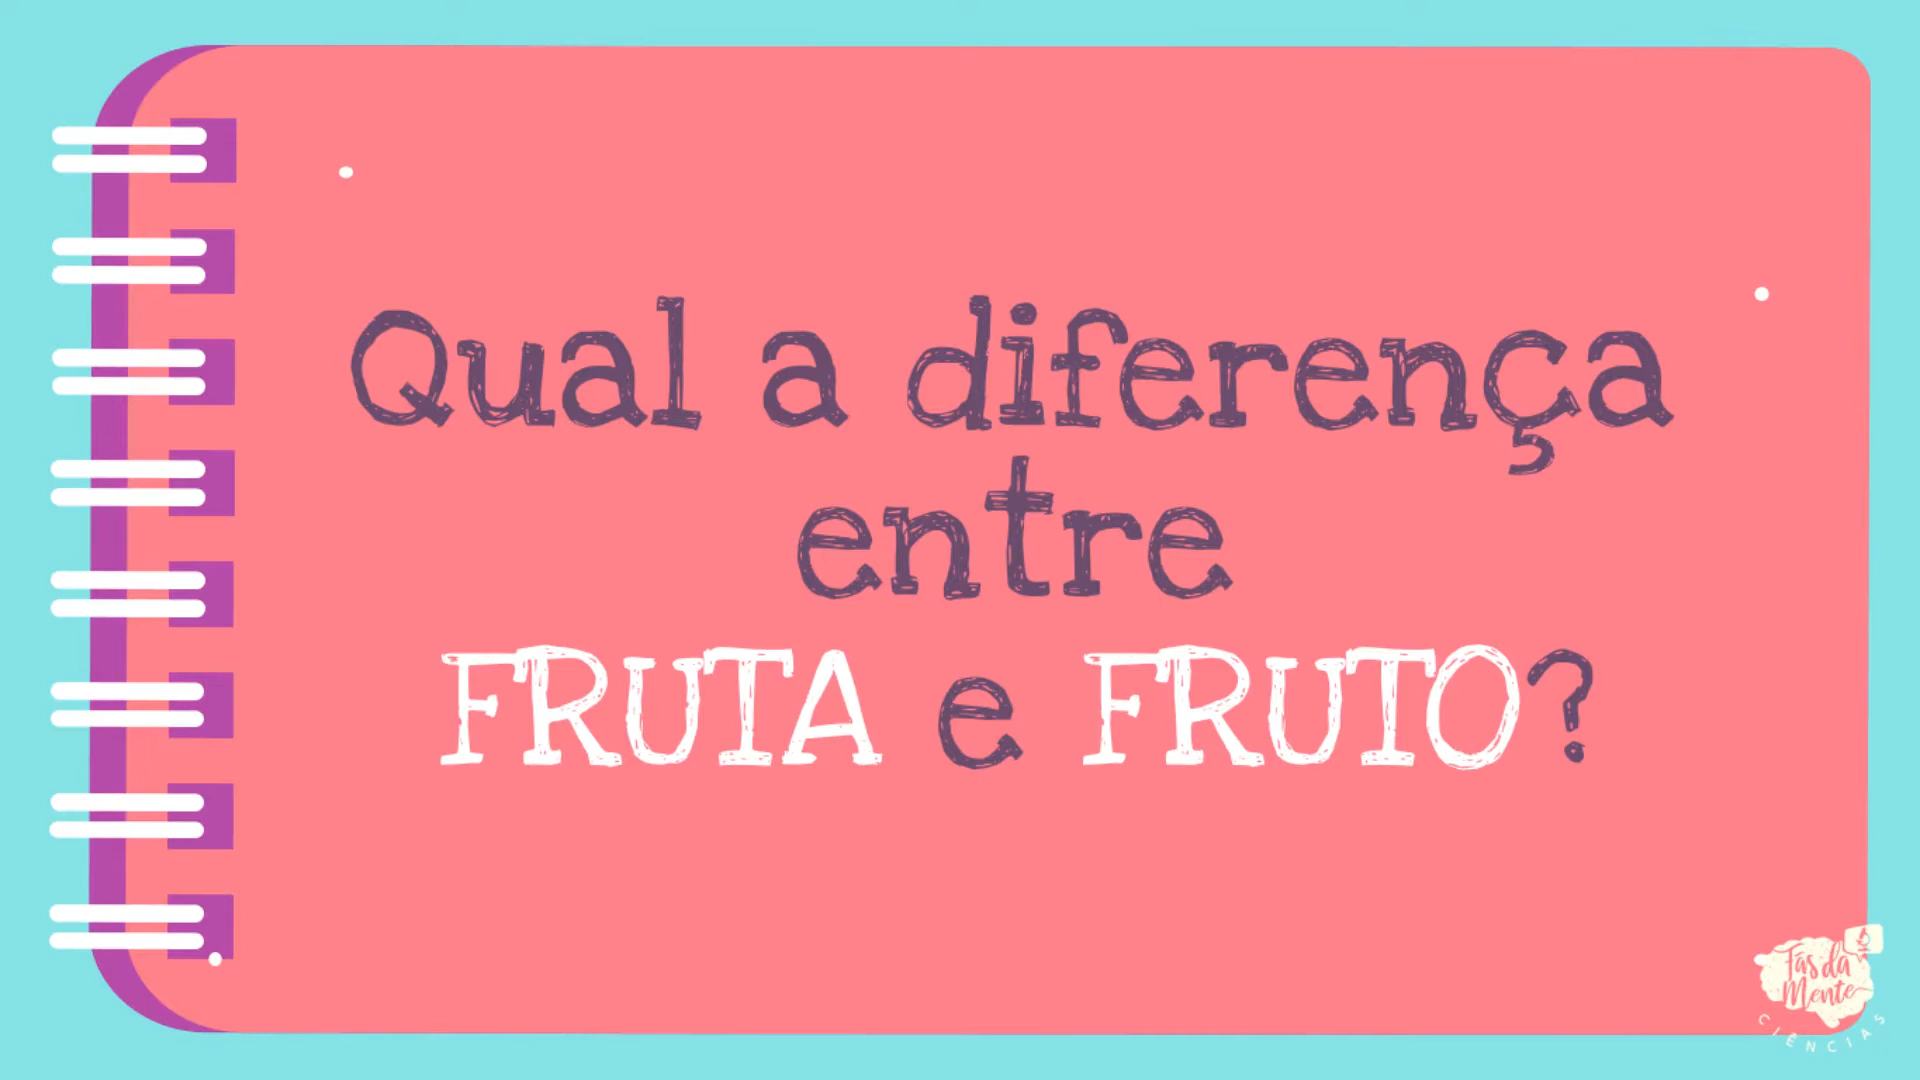 Qual a diferença
entre
FRUTA e FRUTO?
Fãs da
Mente
CIÊNCIAS